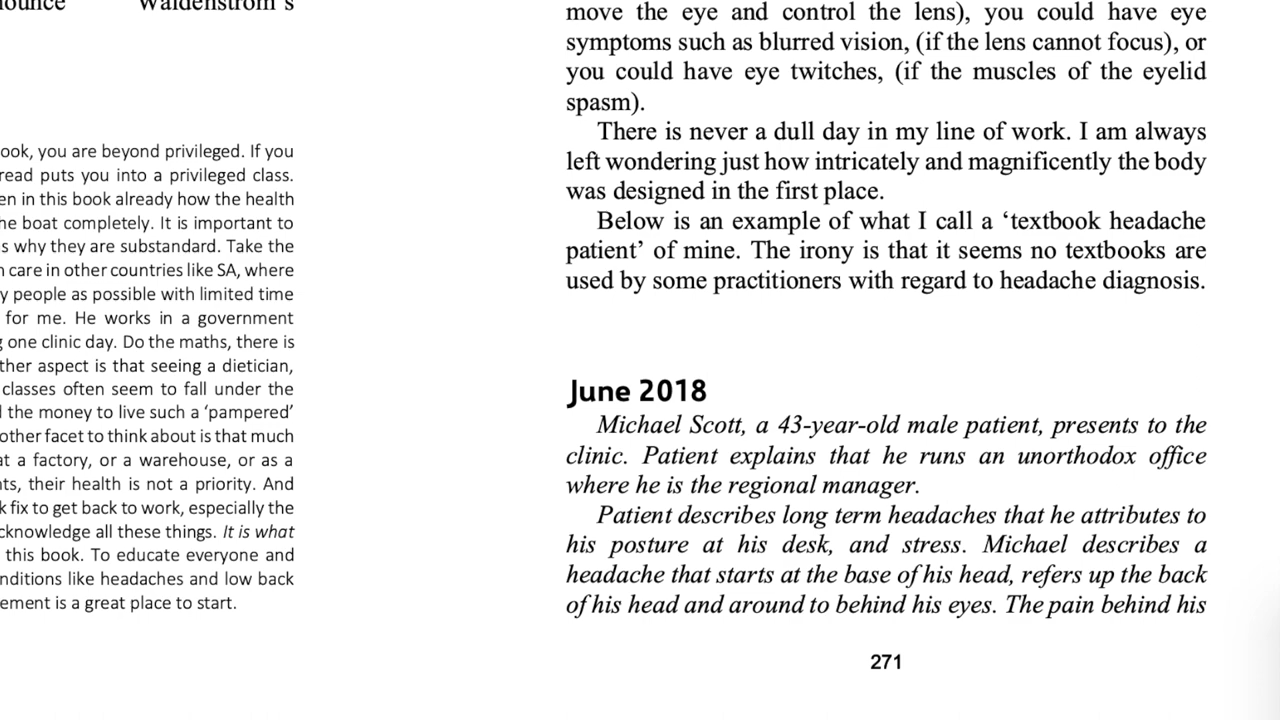 nounce Waldenstrom's
ook, you are beyond privileged. If you
read puts you into a privileged class.
en in this book already how the health
he boat completely. It is important to
s why they are substandard. Take the
n care in other countries like SA, where
y people as possible with limited time
for me. He works in a government
g one clinic day. Do the maths, there is
ther aspect is that seeing a dietician,
classes often seem to fall under the
d the money to live such a ‘pampered’
other facet to think about is that much
at a factory, or a warehouse, or as a
nts, their health is not a priority. And
k fix to get back to work, especially the
cknowledge all these things. It is what
this book. To educate everyone and
nditions like headaches and low back
ement is a great place to start.
move the eye and control the lens), you could have eye
symptoms such as blurred vision, (if the lens cannot focus), or
you could have eye twitches, (if the muscles of the eyelid
spasm).
There is never a dull day in my line of work. I am always
left wondering just how intricately and magnificently the body
was designed in the first place.
Below is an example of what I call a ‘textbook headache
patient’ of mine. The irony is that it seems no textbooks are
used by some practitioners with regard to headache diagnosis.
June 2018
Michael Scott, a 43-year-old male patient, presents to the
clinic. Patient explains that he runs an unorthodox office
where he is the regional manager.
Patient describes long term headaches that he attributes to
his posture at his desk, and stress. Michael describes a
headache that starts at the base of his head, refers up the back
of his head and around to behind his eyes. The pain behind his
271